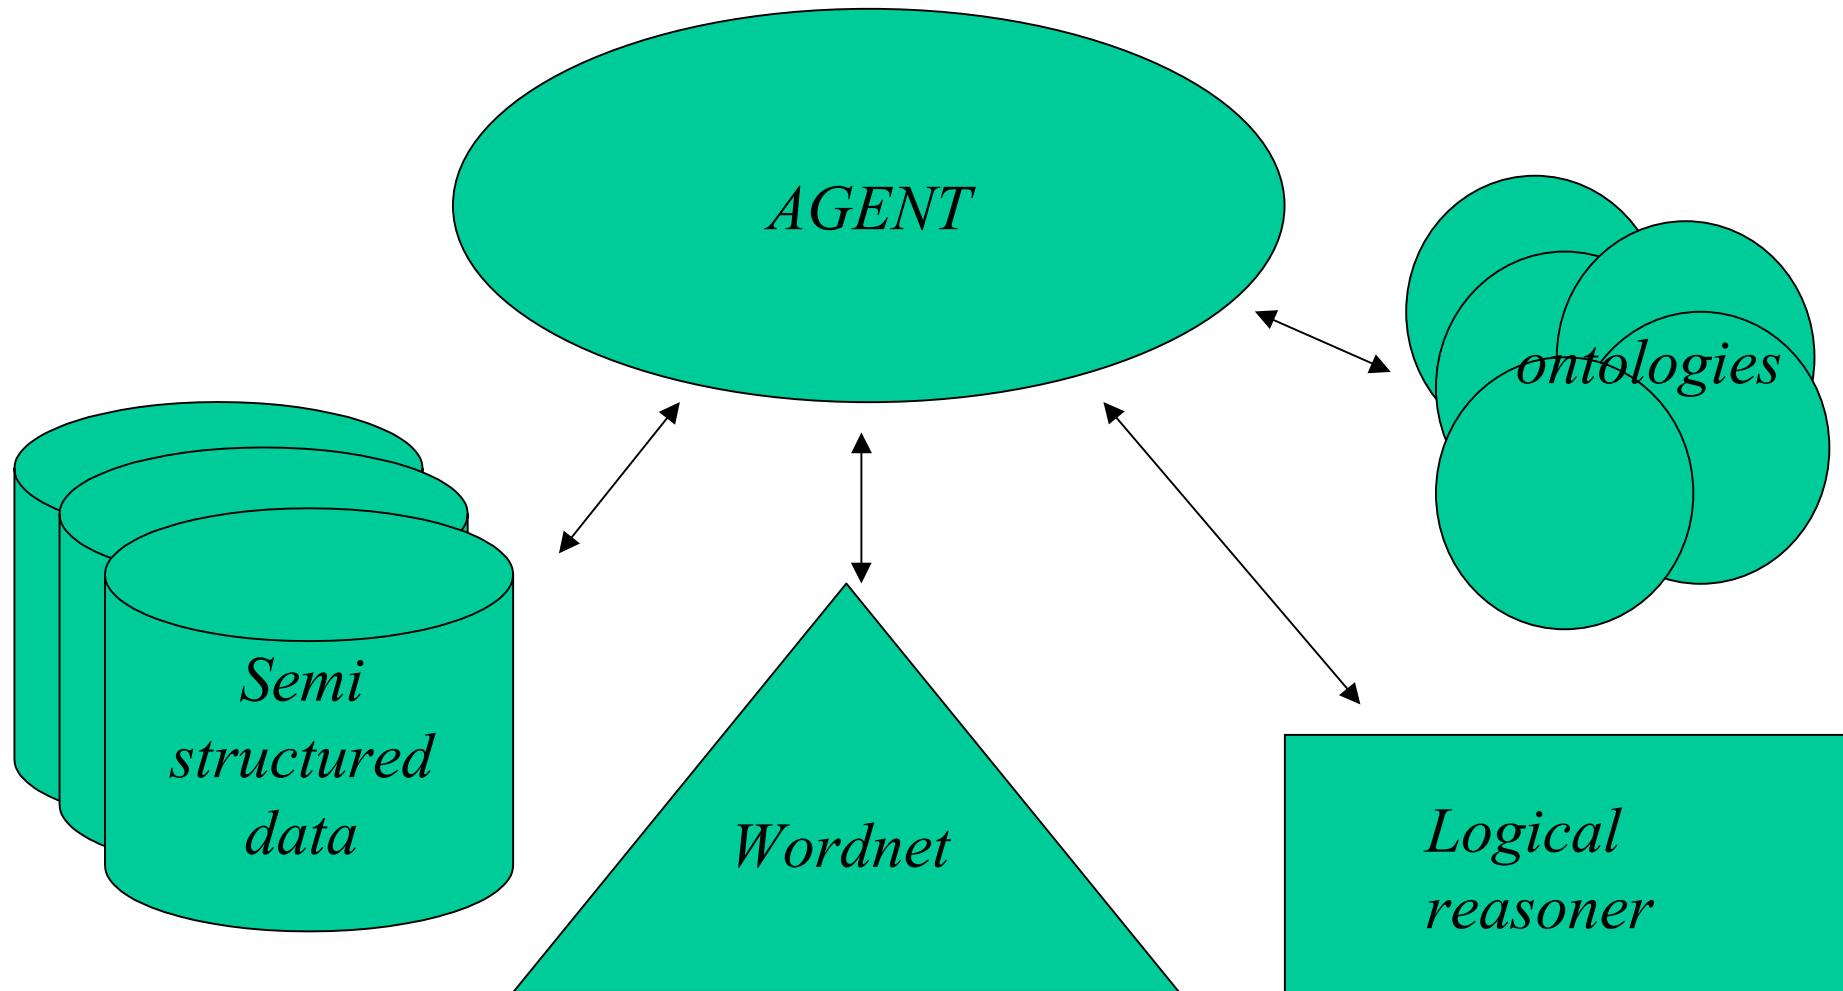 AGENT
ontologies
Semi
structured
data
Wordnet
Logical
reasoner